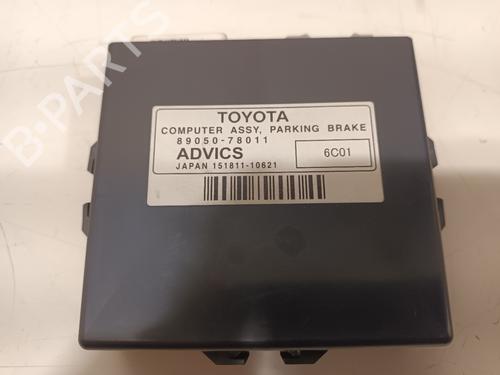 B-PARTS
TOYOTA
COMPUTER ASSY, PARKING BRAKE
89050-78011
ADVICS
6C01
JAPAN 151811-10621